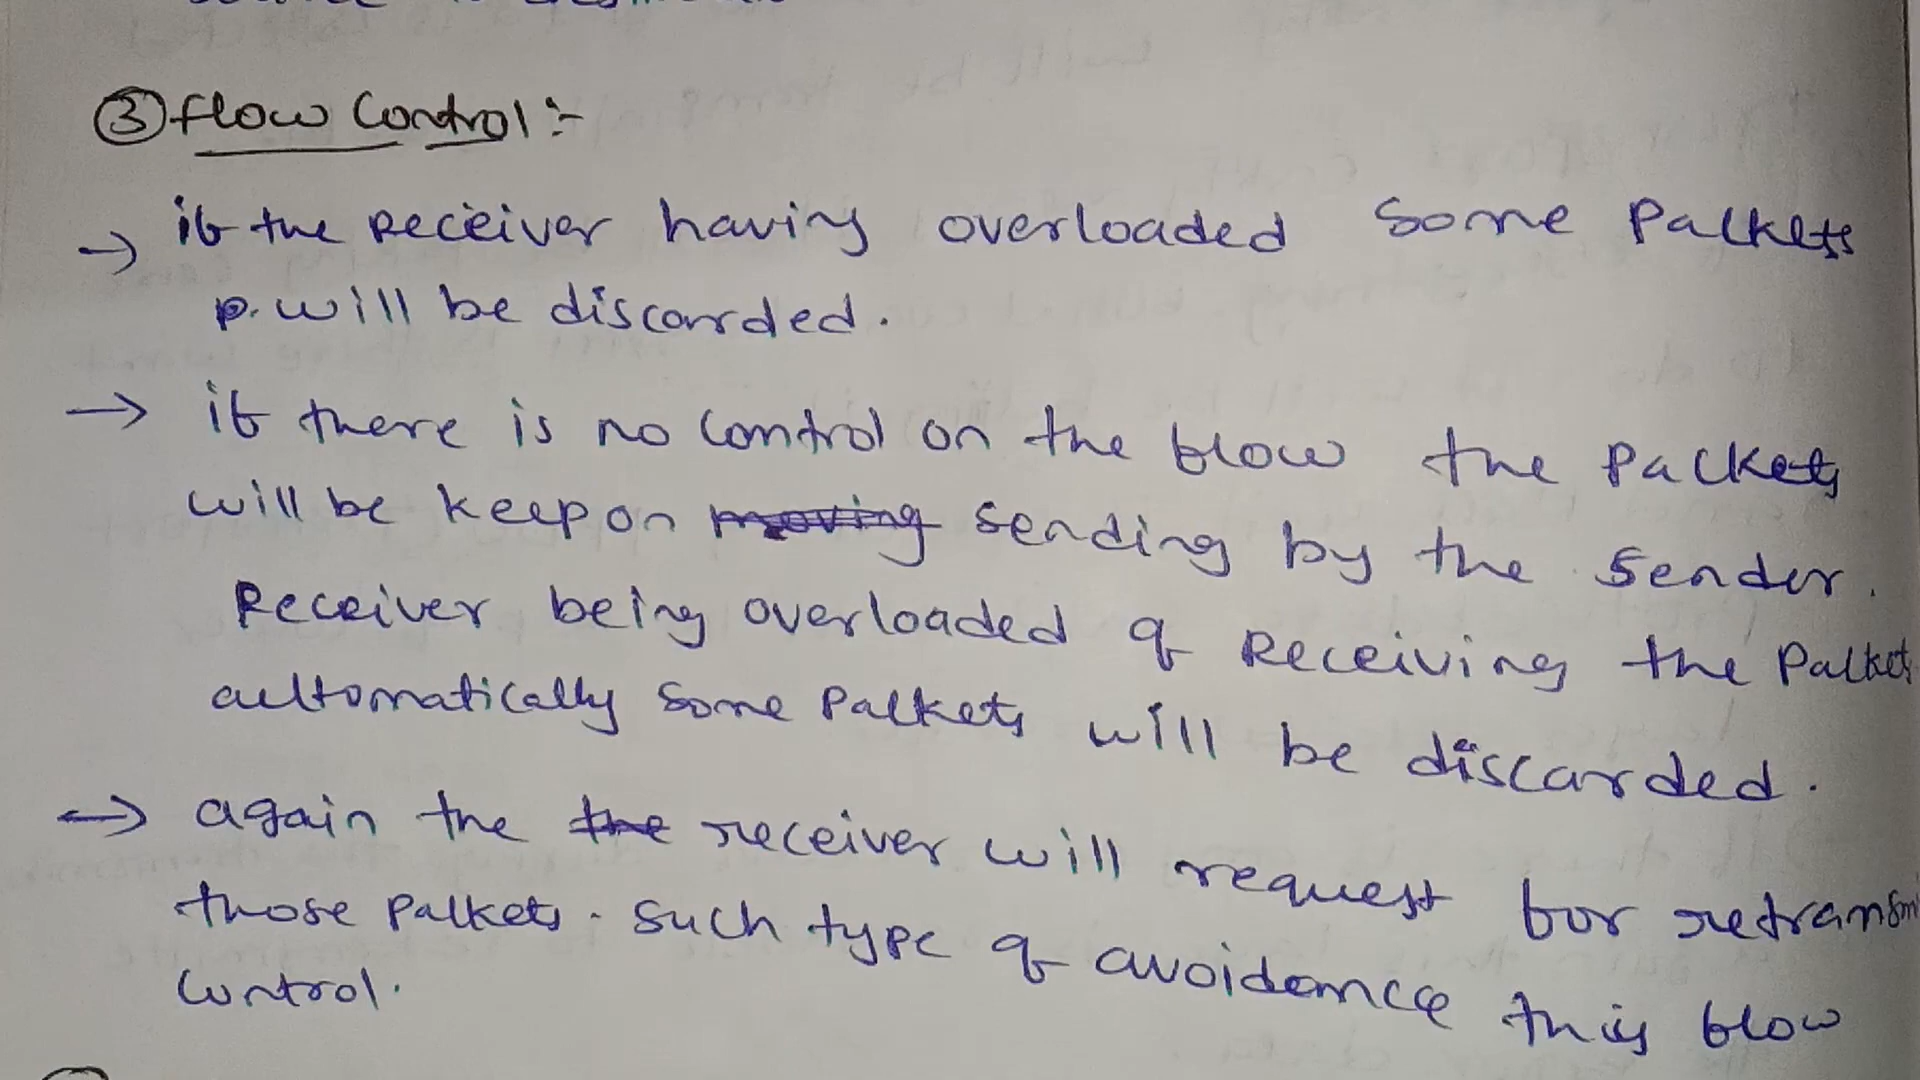 ③ flow Control :-
→ if the Receiver having overloaded Some Packets
p. will be discarded.
→ if there is no control on the flow the Packets
will be keep on moving sending by the Sender.
Receiver being overloaded of Receiving the Packets
automatically Some Packets will be discarded.
→ again the the receiver will request for retransmi
those Packets. Such type of avoidance this flow
Control.